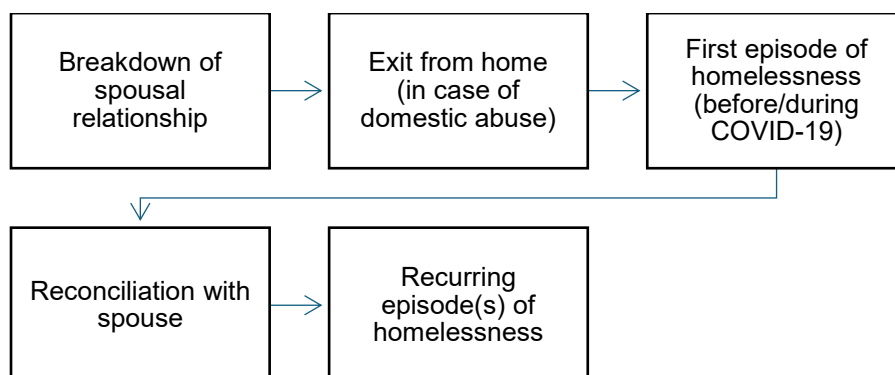 Breakdown of
spousal
relationship
Exit from home
(in case of
domestic abuse)
First episode of
homelessness
(before/during
COVID-19)
Reconciliation with
spouse
Recurring
episode(s) of
homelessness